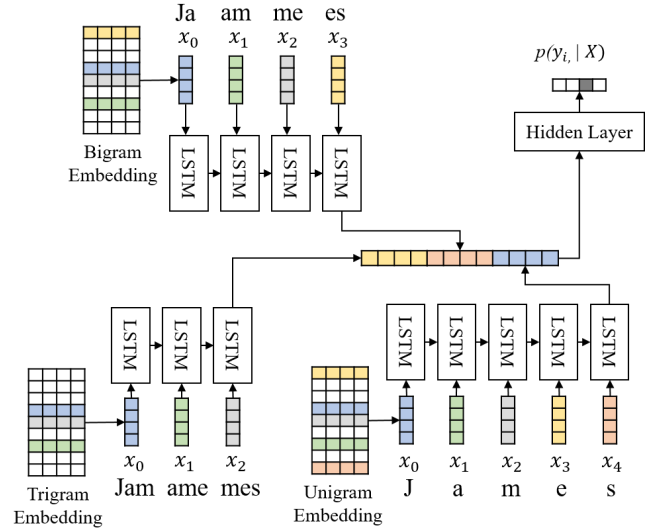 Ja am me es
x0 x1 x2 x3
p(yi, | X)
Hidden Layer
LSTM LSTM LSTM LSTM
Bigram
Embedding
LSTM LSTM LSTM
LSTM LSTM LSTM LSTM LSTM
x0 x1 x2
Jam ame mes
Trigram
Embedding
x0 x1 x2 x3 x4
J a m e s
Unigram
Embedding